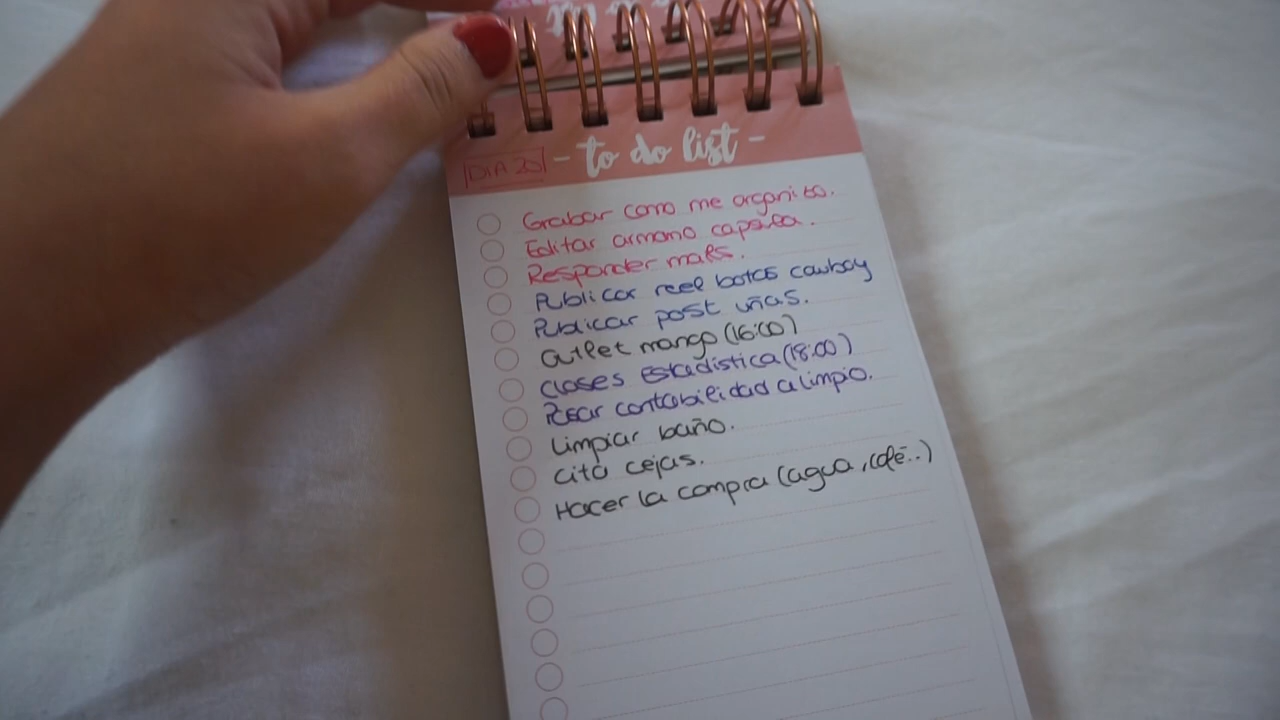 DIA 20
- to do list -
Grabar como me organizo.
Editar armario capsula.
Responder mails.
Publicar reel botas cowboy
Publicar post uñas.
Outlet mango (16:00)
Clases Estadistica (18:00)
Pasar contabilidad a limpio.
Limpiar baño.
Cita cejas.
Hacer la compra (agua, café..)